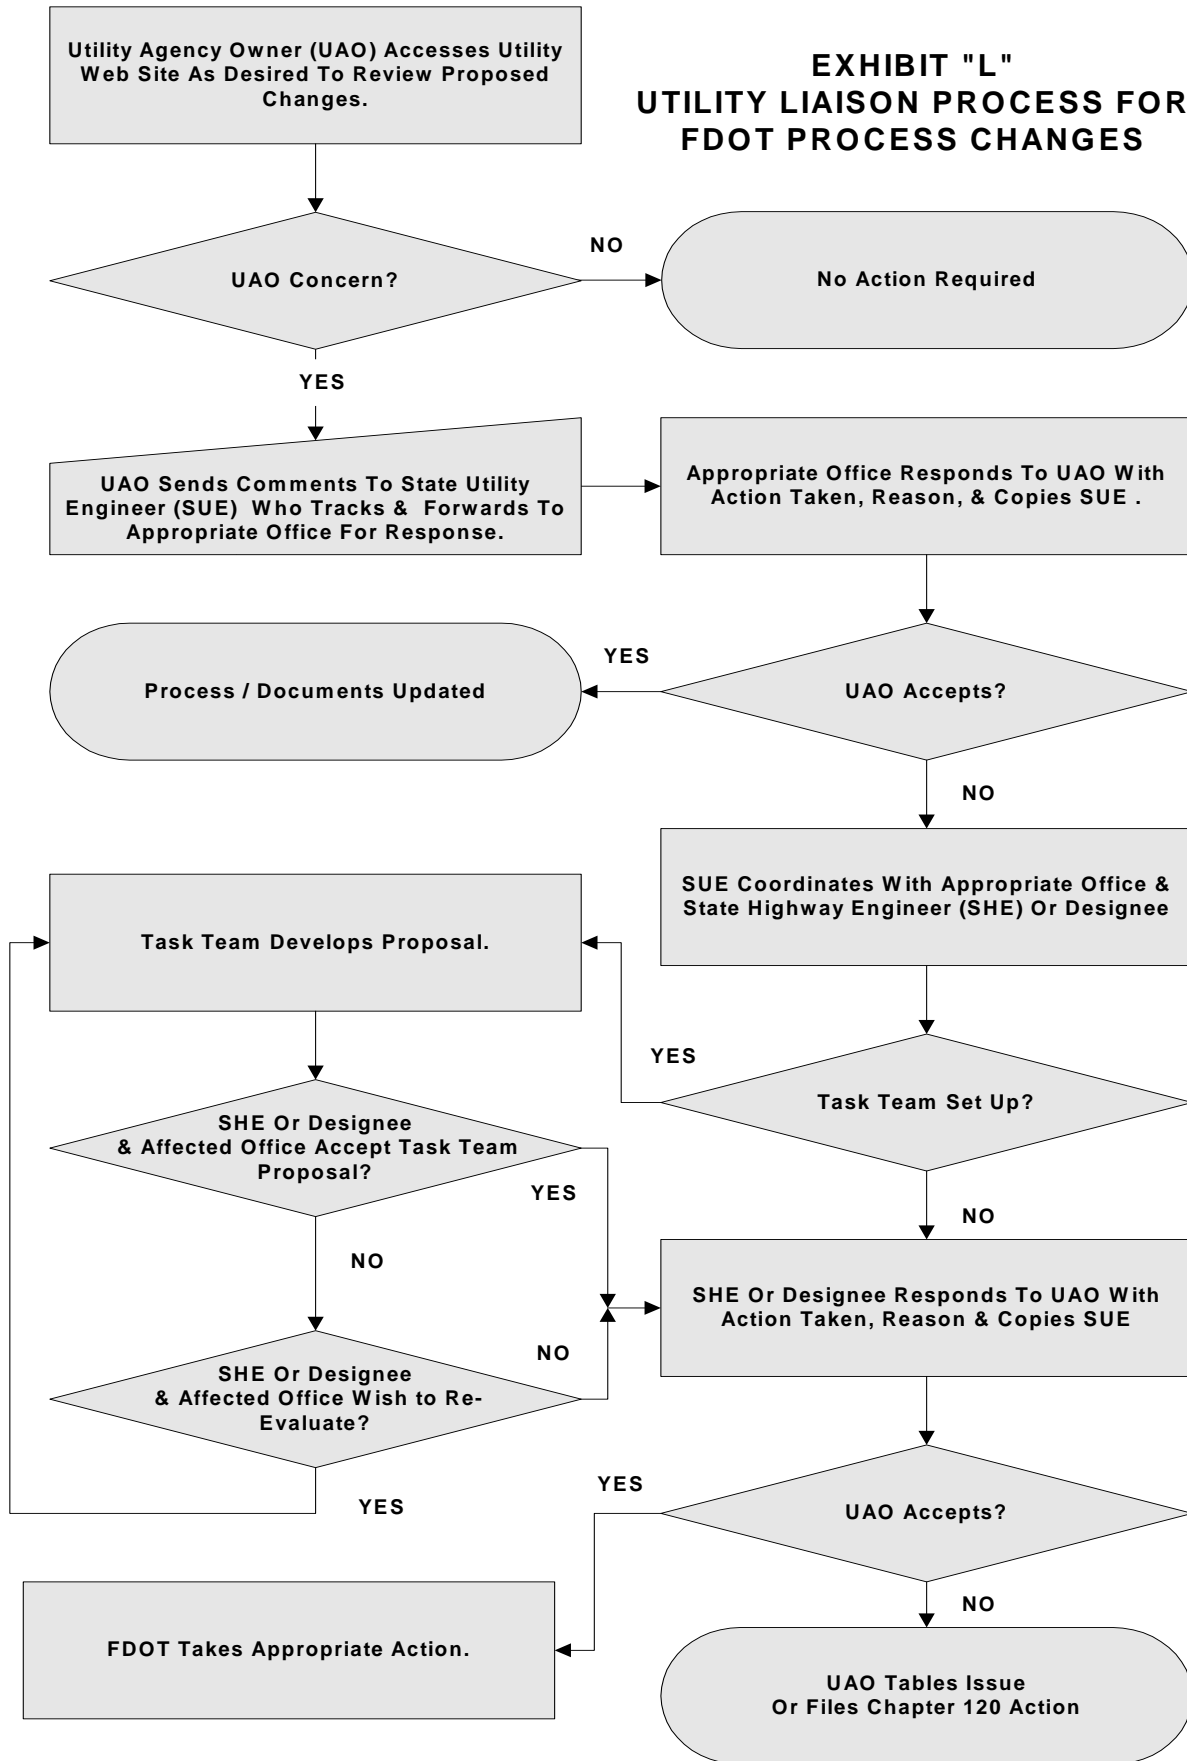 Utility Agency Owner (UAO) Accesses Utility
Web Site As Desired To Review Proposed
Changes.
EXHIBIT "L"
UTILITY LIAISON PROCESS FOR
FDOT PROCESS CHANGES
UAO Concern?
NO
No Action Required
YES
UAO Sends Comments To State Utility
Engineer (SUE) Who Tracks & Forwards To
Appropriate Office For Response.
Appropriate Office Responds To UAO With
Action Taken, Reason, & Copies SUE .
Process / Documents Updated
YES
UAO Accepts?
NO
SUE Coordinates With Appropriate Office &
State Highway Engineer (SHE) Or Designee
Task Team Develops Proposal.
YES
Task Team Set Up?
SHE Or Designee
& Affected Office Accept Task Team
Proposal?
YES
NO
NO
SHE Or Designee Responds To UAO With
Action Taken, Reason & Copies SUE
SHE Or Designee
& Affected Office Wish to Re-
Evaluate?
NO
YES
YES
UAO Accepts?
NO
FDOT Takes Appropriate Action.
UAO Tables Issue
Or Files Chapter 120 Action